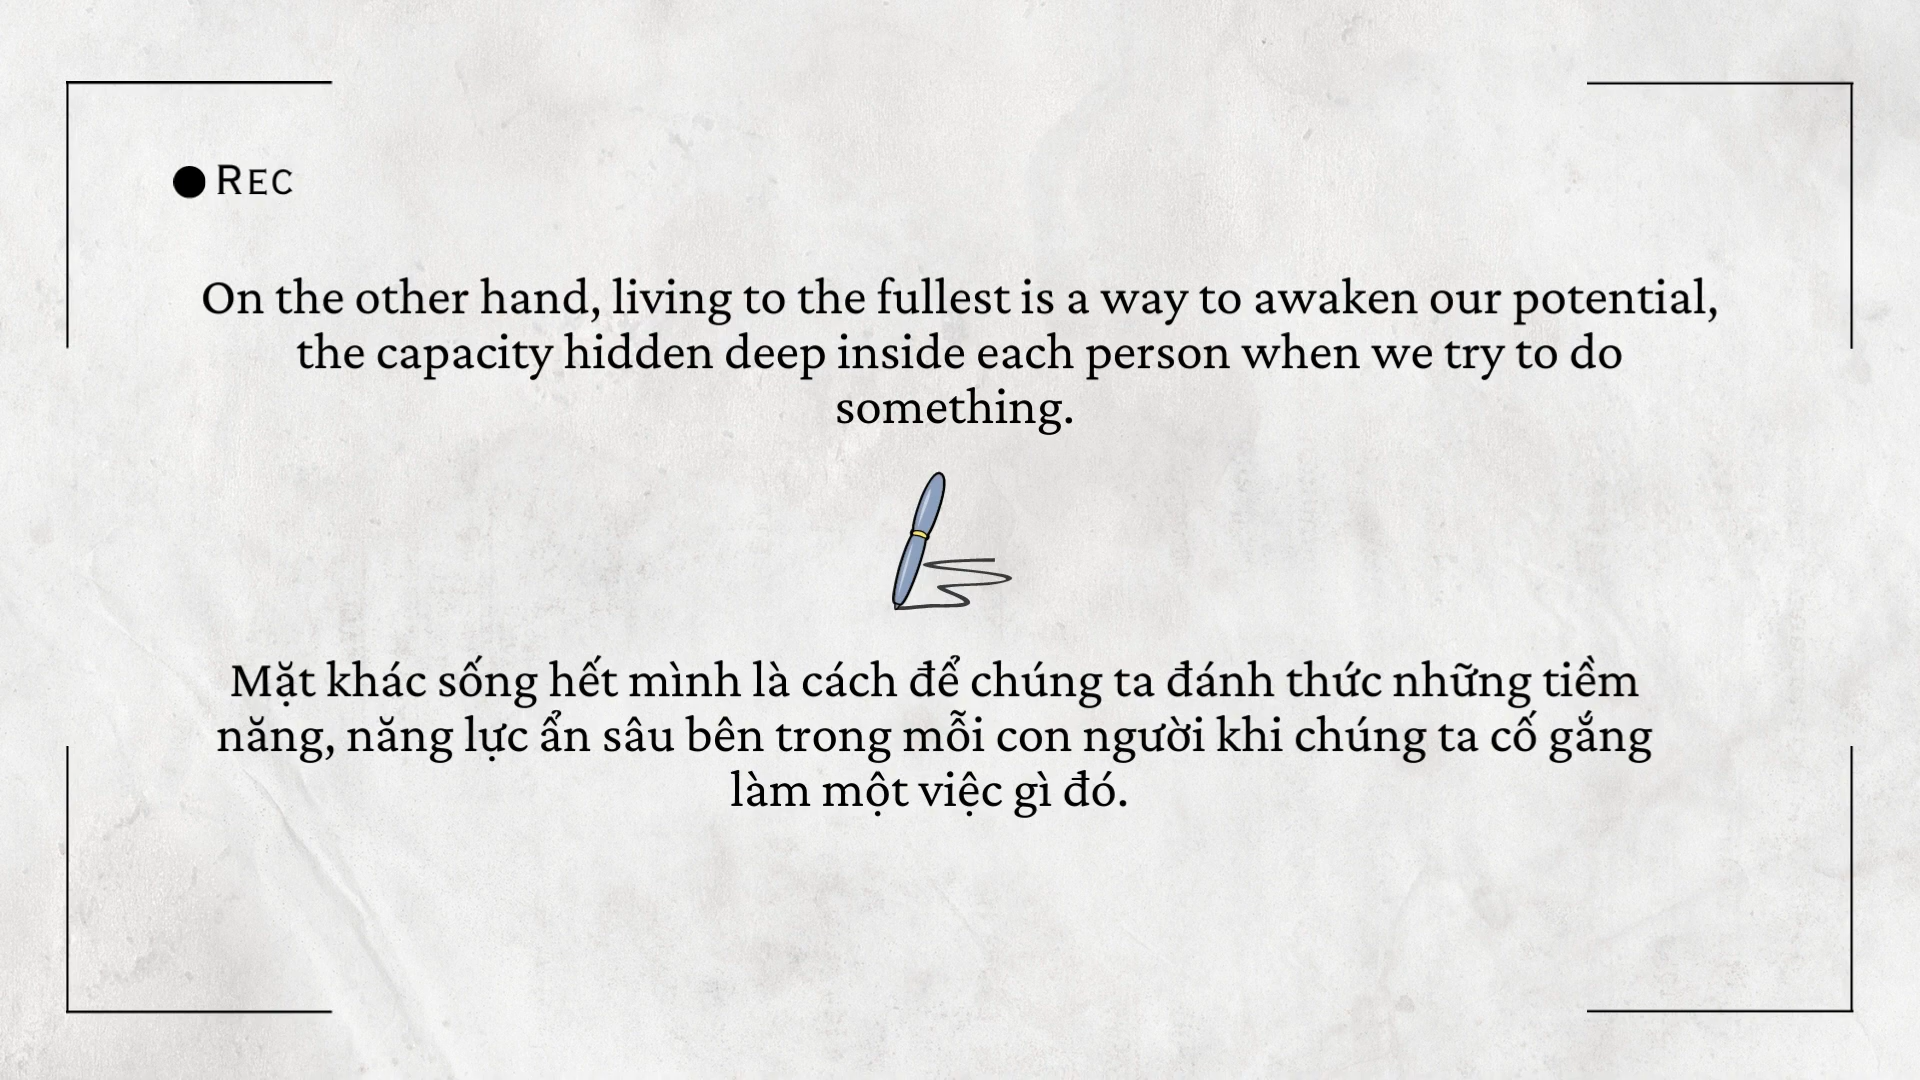 REC
On the other hand, living to the fullest is a way to awaken our potential,
the capacity hidden deep inside each person when we try to do
something.
Mặt khác sống hết mình là cách để chúng ta đánh thức những tiềm
năng, năng lực ẩn sâu bên trong mỗi con người khi chúng ta cố gắng
làm một việc gì đó.